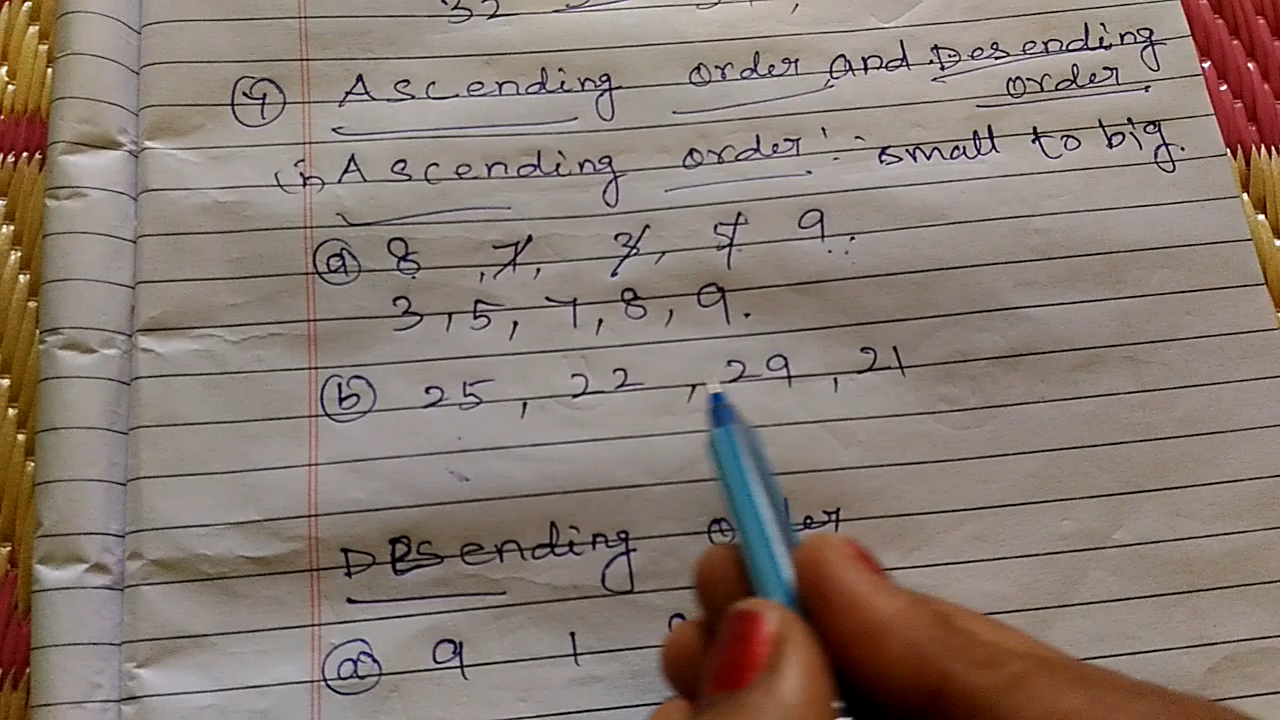 32
④ Ascending order and Desending
order
(i) Ascending order :- small to big.
ⓐ 8, 7, 3, 5 9.
3, 5, 7, 8, 9.
ⓑ 25, 22, 29, 21
Desending
ⓐ 9 1